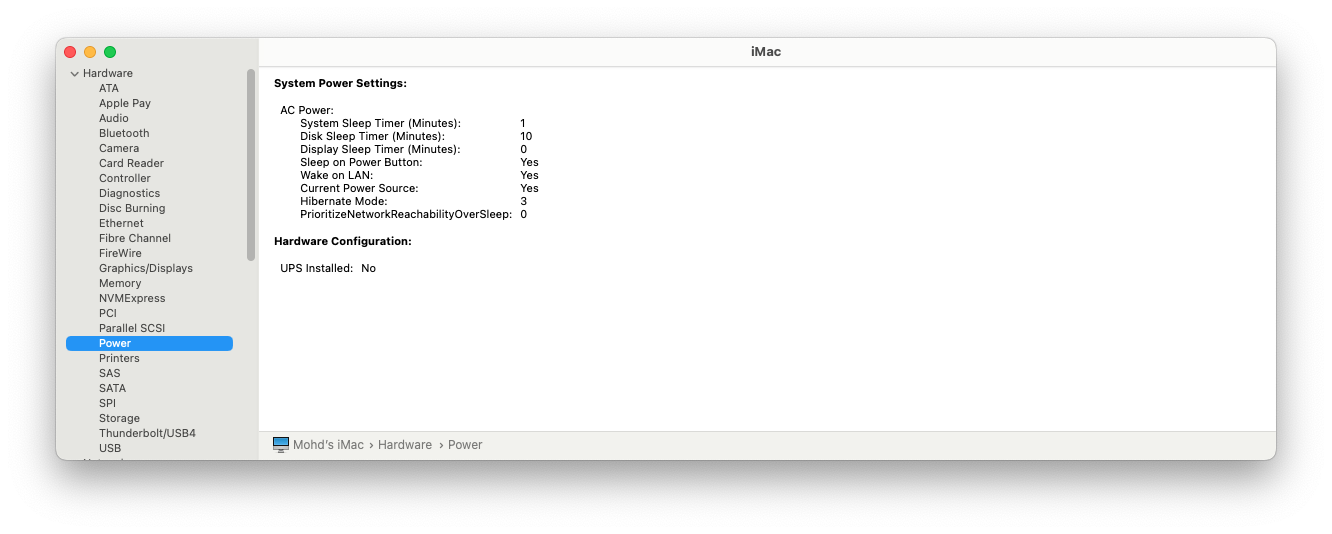 iMac
Hardware
ATA
Apple Pay
Audio
Bluetooth
Camera
Card Reader
Controller
Diagnostics
Disc Burning
Ethernet
Fibre Channel
FireWire
Graphics/Displays
Memory
NVMExpress
PCI
Parallel SCSI
Power
Printers
SAS
SATA
SPI
Storage
Thunderbolt/USB4
USB
System Power Settings:
AC Power:
System Sleep Timer (Minutes): 1
Disk Sleep Timer (Minutes): 10
Display Sleep Timer (Minutes): 0
Sleep on Power Button: Yes
Wake on LAN: Yes
Current Power Source: Yes
Hibernate Mode: 3
PrioritizeNetworkReachabilityOverSleep: 0
Hardware Configuration:
UPS Installed: No
Mohd's iMac › Hardware › Power